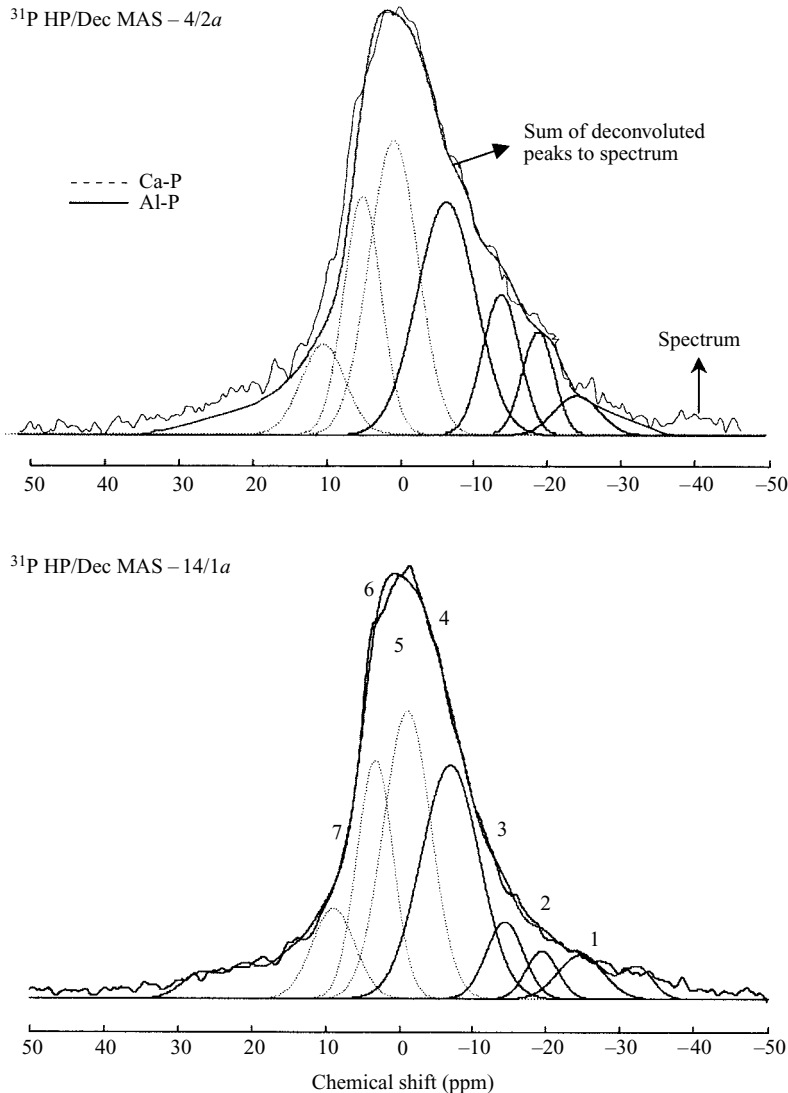 ³¹P HP/Dec MAS – 4/2a
Sum of deconvoluted
peaks to spectrum
Ca-P
Al-P
Spectrum
50 40 30 20 10 0 –10 –20 –30 –40 –50
³¹P HP/Dec MAS – 14/1a
6
4
5
3
7
2
1
50 40 30 20 10 0 –10 –20 –30 –40 –50
Chemical shift (ppm)